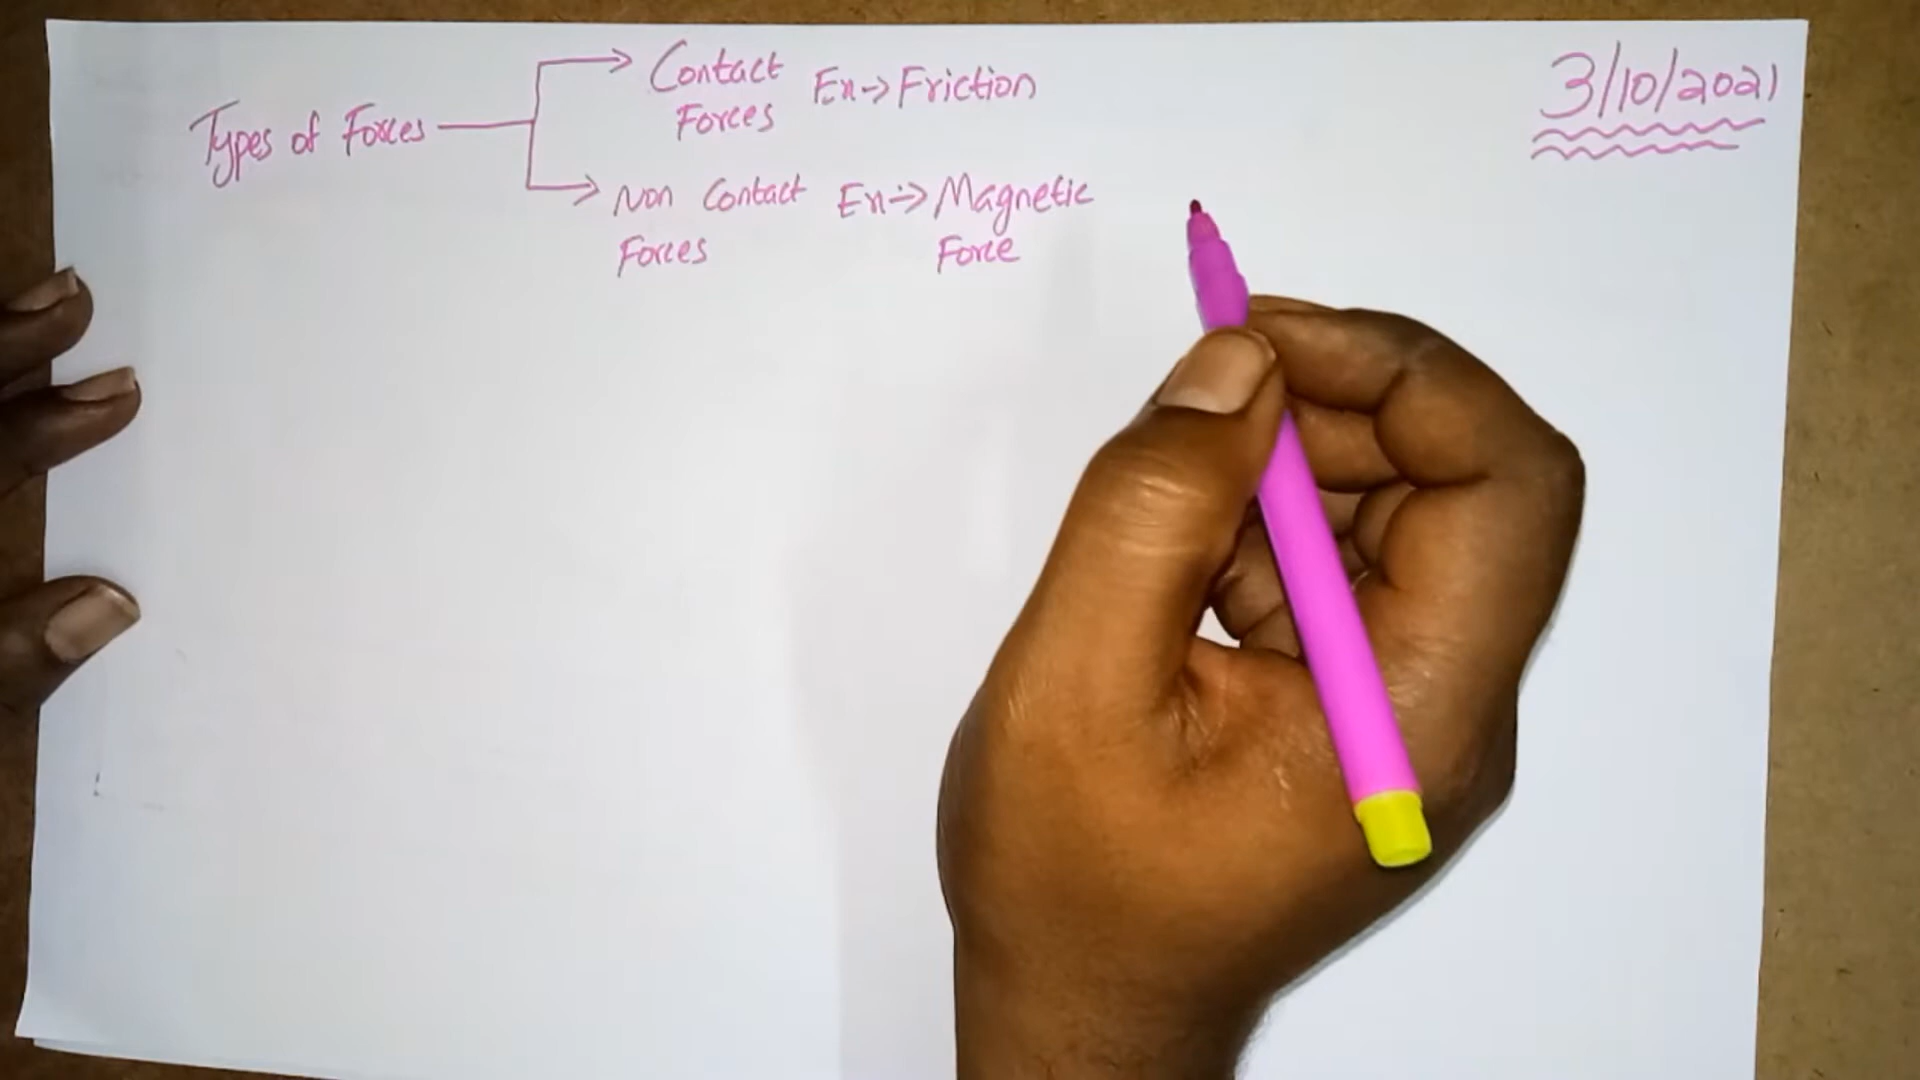 Contact
Ex -> Friction
Forces
Types of Forces
Non Contact
Ex :-> Magnetic
Forces
Force
3/10/2021